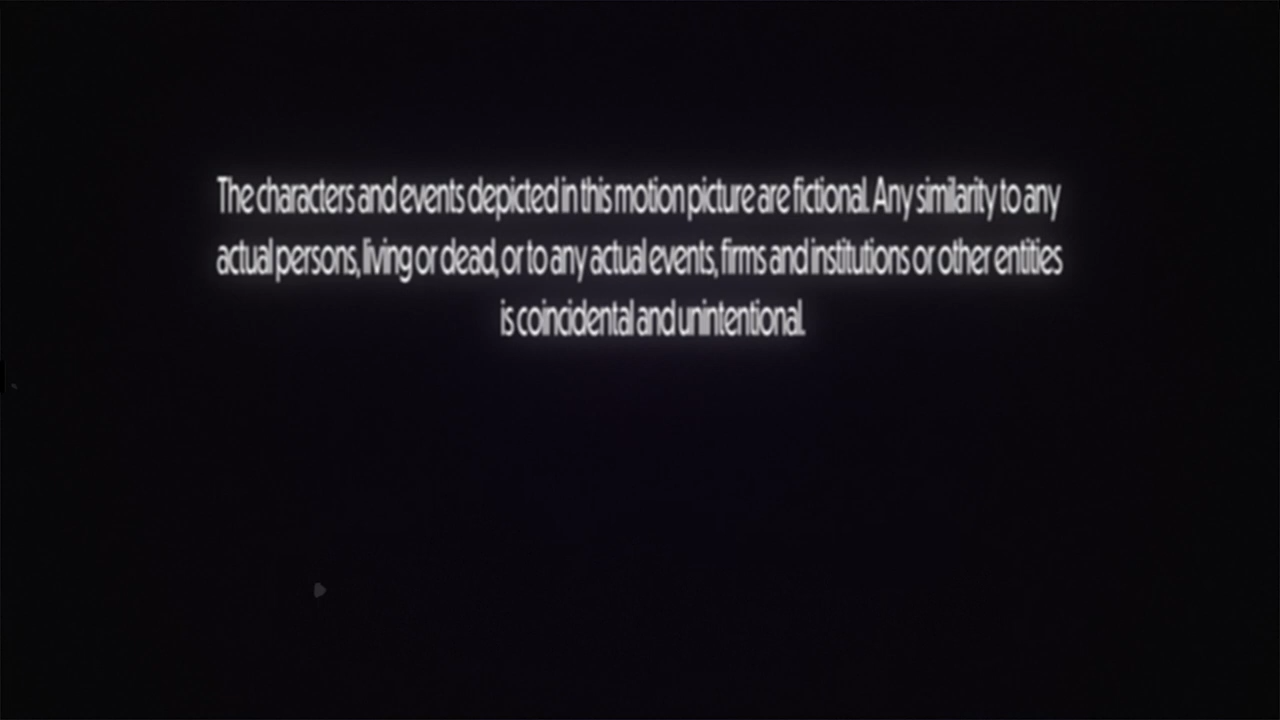 The characters and events depicted in this motion picture are fictional. Any similarity to any
actual persons, living or dead, or to any actual events, firms and institutions or other entities
is coincidental and unintentional.